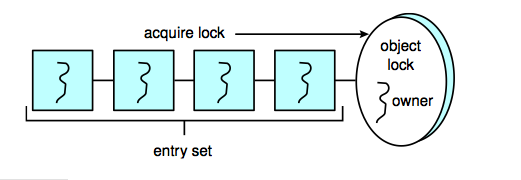 acquire lock
object
lock
owner
entry set